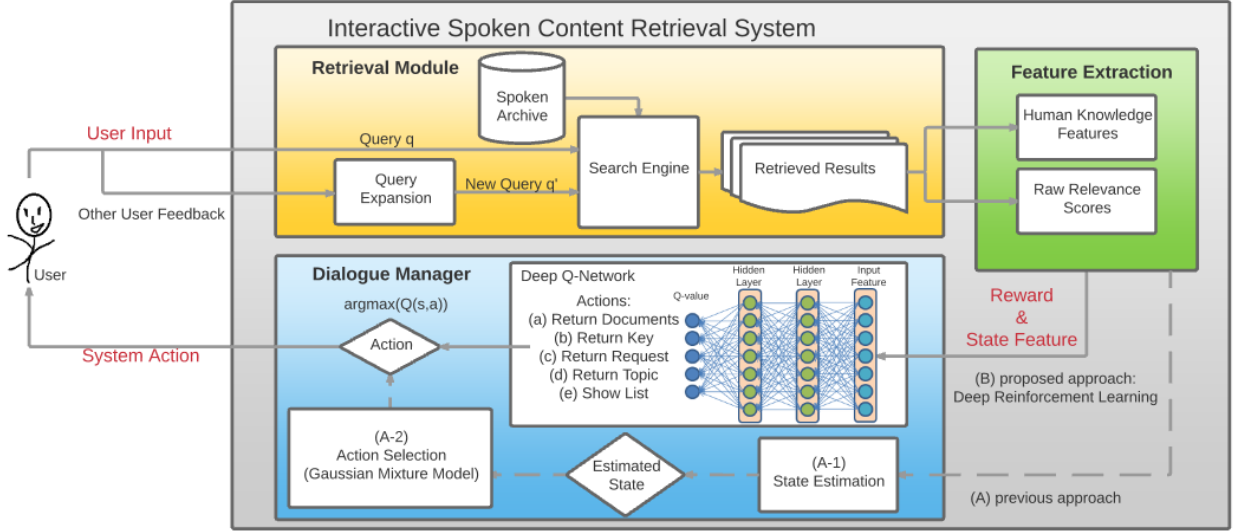 Interactive Spoken Content Retrieval System
Retrieval Module
Spoken
Archive
User Input
Query q
Query
Expansion
New Query q'
Search Engine
Retrieved Results
Other User Feedback
User
Feature Extraction
Human Knowledge
Features
Raw Relevance
Scores
Dialogue Manager
argmax(Q(s,a))
Action
System Action
Deep Q-Network
Actions:
(a) Return Documents
(b) Return Key
(c) Return Request
(d) Return Topic
(e) Show List
Q-value
Hidden
Layer
Hidden
Layer
Input
Feature
Reward
&
State Feature
(B) proposed approach:
Deep Reinforcement Learning
(A-2)
Action Selection
(Gaussian Mixture Model)
Estimated
State
(A-1)
State Estimation
(A) previous approach